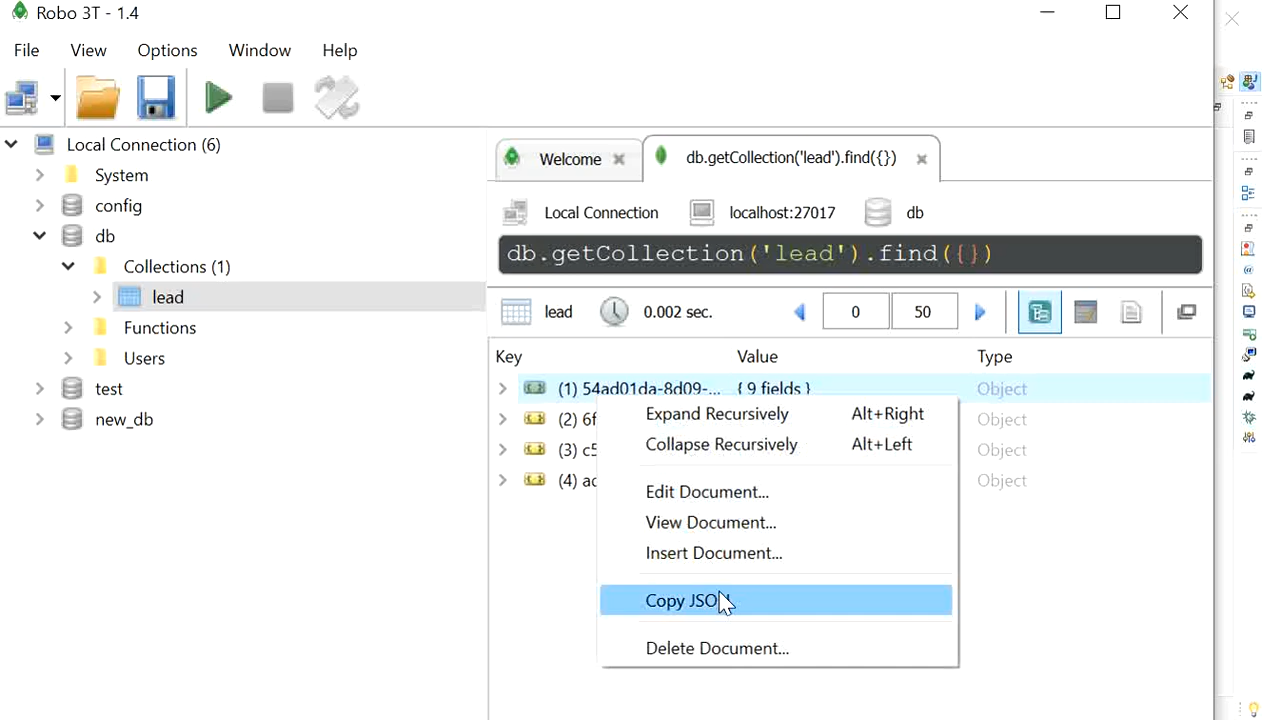 Robo 3T - 1.4
File View Options Window Help
Local Connection (6)
System
config
db
Collections (1)
lead
Functions
Users
test
new_db
Welcome
db.getCollection('lead').find({})
Local Connection localhost:27017 db
db.getCollection('lead').find({})
lead 0.002 sec. 0 50
Key Value Type
(1) 54ad01da-8d09-... { 9 fields } Object
(2) 6f Object
(3) c5 Object
(4) Object
Expand Recursively Alt+Right
Collapse Recursively Alt+Left
Edit Document...
View Document...
Insert Document...
Copy JSON
Delete Document...